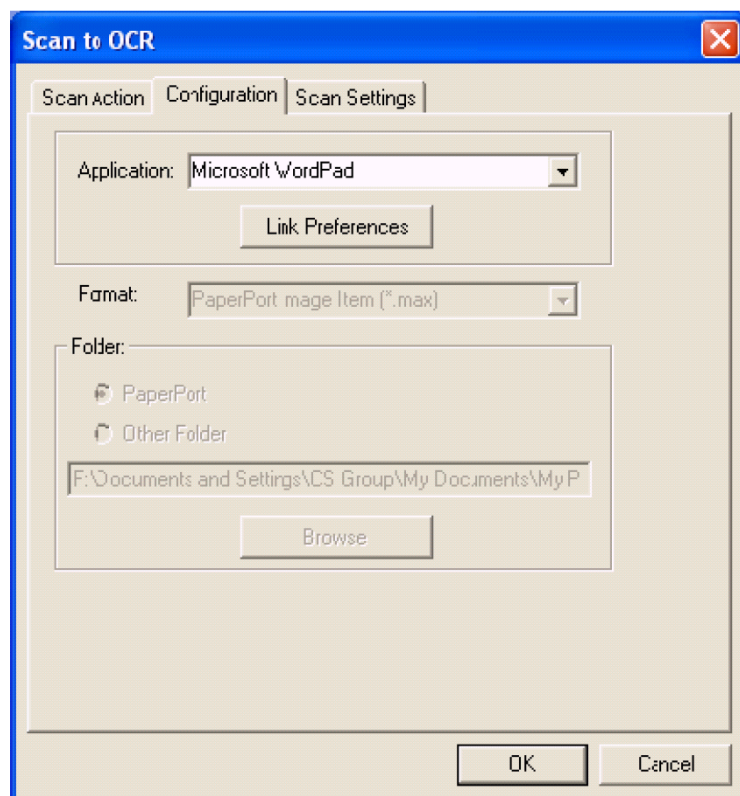 Scan to OCR
Scan Action Configuration Scan Settings
Application: Microsoft WordPad
Link Preferences
Format: PaperPort mage Item (*.max)
Folder:
PaperPort
Other Folder
F:\Documents and Settings\CS Group\My Documents\My P
Browse
OK Cancel